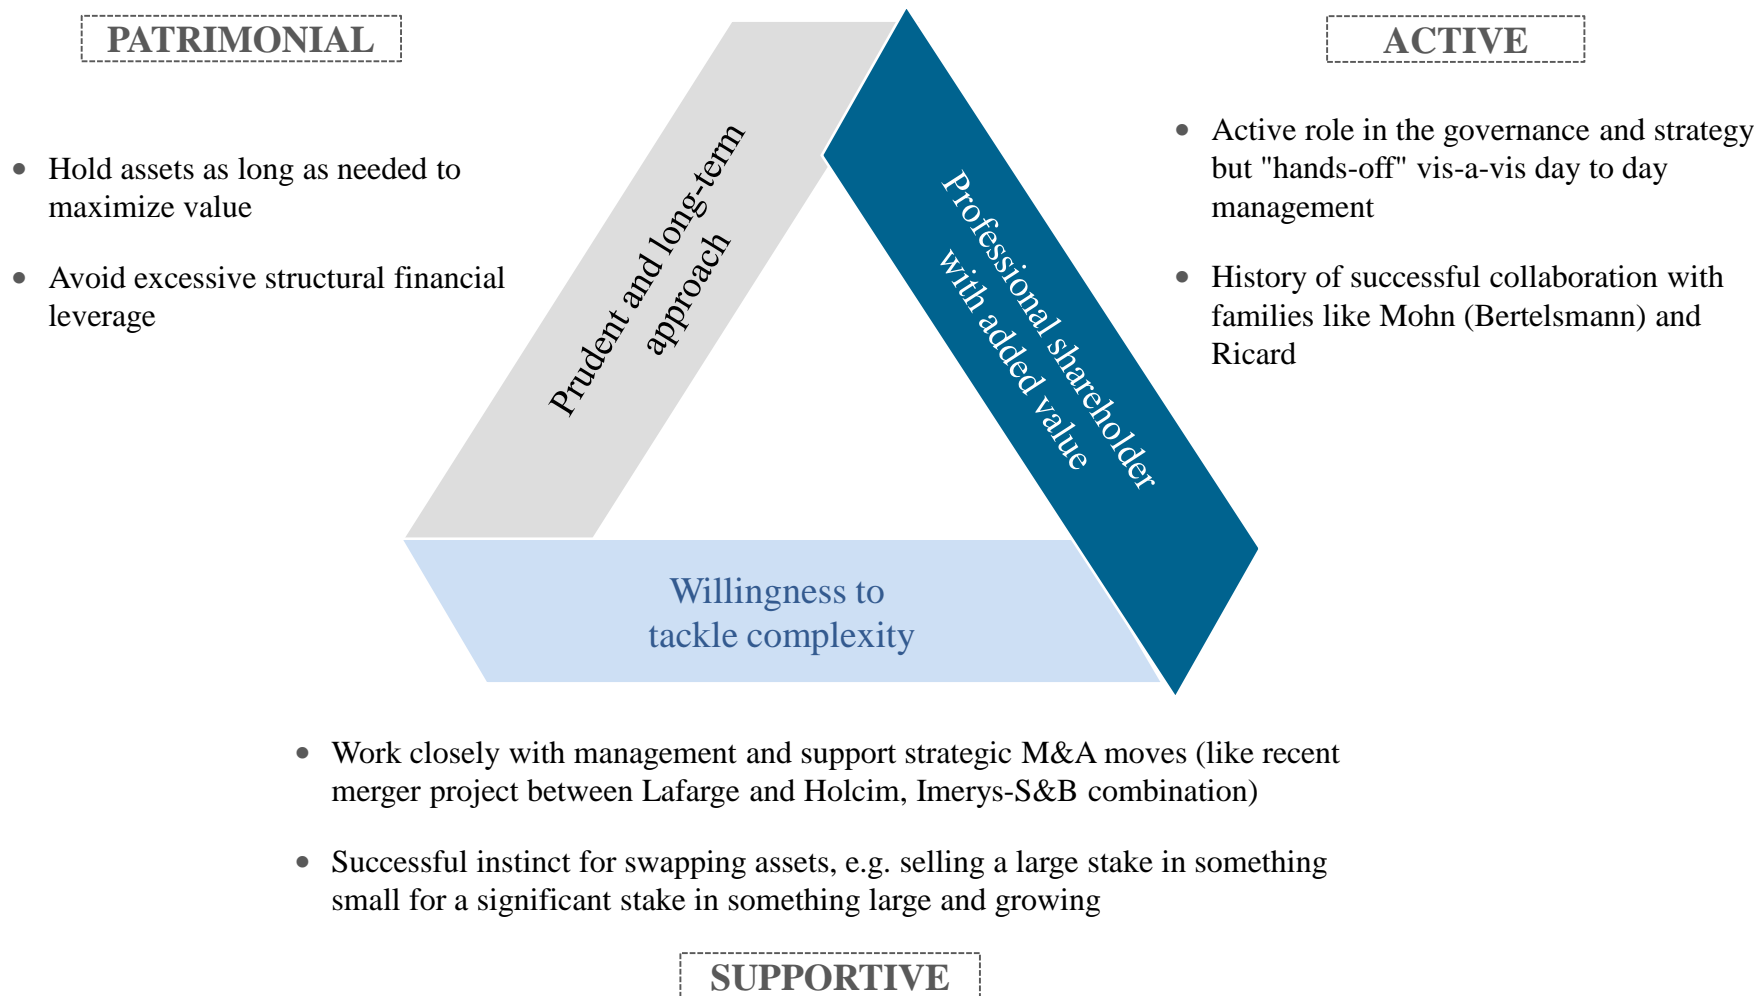 PATRIMONIAL
Hold assets as long as needed to
maximize value
Avoid excessive structural financial
leverage
Prudent and long-term
approach
Professional shareholder
with added value
ACTIVE
Active role in the governance and strategy
but "hands-off" vis-a-vis day to day
management
History of successful collaboration with
families like Mohn (Bertelsmann) and
Ricard
Willingness to
tackle complexity
Work closely with management and support strategic M&A moves (like recent
merger project between Lafarge and Holcim, Imerys-S&B combination)
Successful instinct for swapping assets, e.g. selling a large stake in something
small for a significant stake in something large and growing
SUPPORTIVE